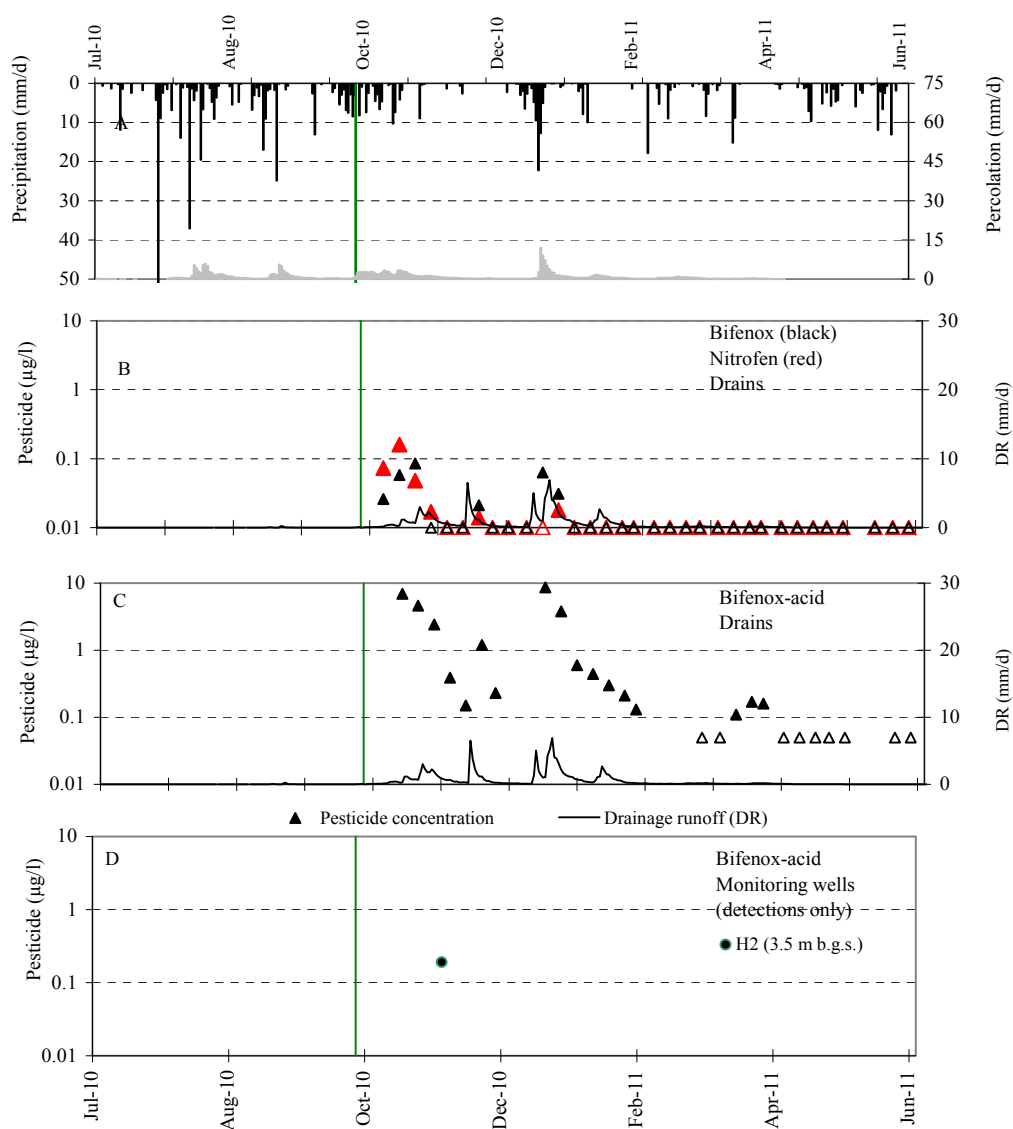 Jul-10 Aug-10 Oct-10 Dec-10 Feb-11 Apr-11 Jun-11
Precipitation (mm/d)
0 10 20 30 40 50
A
75 60 45 30 15 0
Percolation (mm/d)
Pesticide (µg/l)
10 1 0.1 0.01
B
Bifenox (black)
Nitrofen (red)
Drains
30 20 10 0
DR (mm/d)
Pesticide (µg/l)
10 1 0.1 0.01
C
Bifenox-acid
Drains
30 20 10 0
DR (mm/d)
Pesticide concentration Drainage runoff (DR)
Pesticide (µg/l)
10 1 0.1 0.01
D
Bifenox-acid
Monitoring wells
(detections only)
H2 (3.5 m b.g.s.)
Jul-10 Aug-10 Oct-10 Dec-10 Feb-11 Apr-11 Jun-11